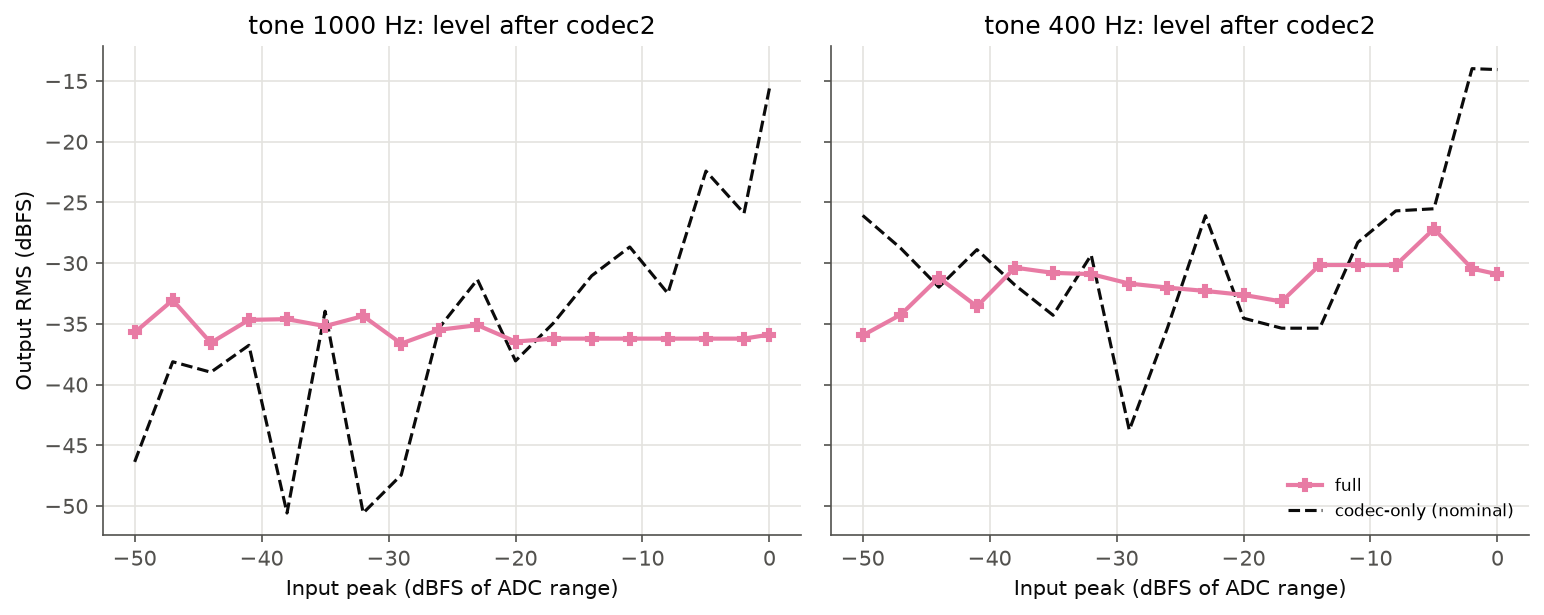 tone 1000 Hz: level after codec2
tone 400 Hz: level after codec2
Output RMS (dBFS)
−15
−20
−25
−30
−35
−40
−45
−50
full
codec-only (nominal)
−50 −40 −30 −20 −10 0
−50 −40 −30 −20 −10 0
Input peak (dBFS of ADC range)
Input peak (dBFS of ADC range)